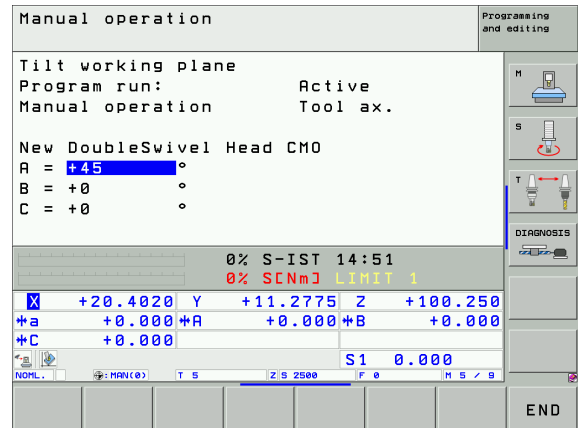 Manual operation
Programming
and editing
Tilt working plane
Program run: Active
Manual operation Tool ax.
New DoubleSwivel Head CMO
A = +45 °
B = +0 °
C = +0 °
M
S
T
DIAGNOSIS
0% S-IST 14:51
0% S[Nm] LIMIT 1
X +20.4020 Y +11.2775 Z +100.250
a +0.000 A +0.000 B +0.000
C +0.000
S1 0.000
NOML. : MAN(0) T 5 Z S 2500 F 0 M 5 / 9
END